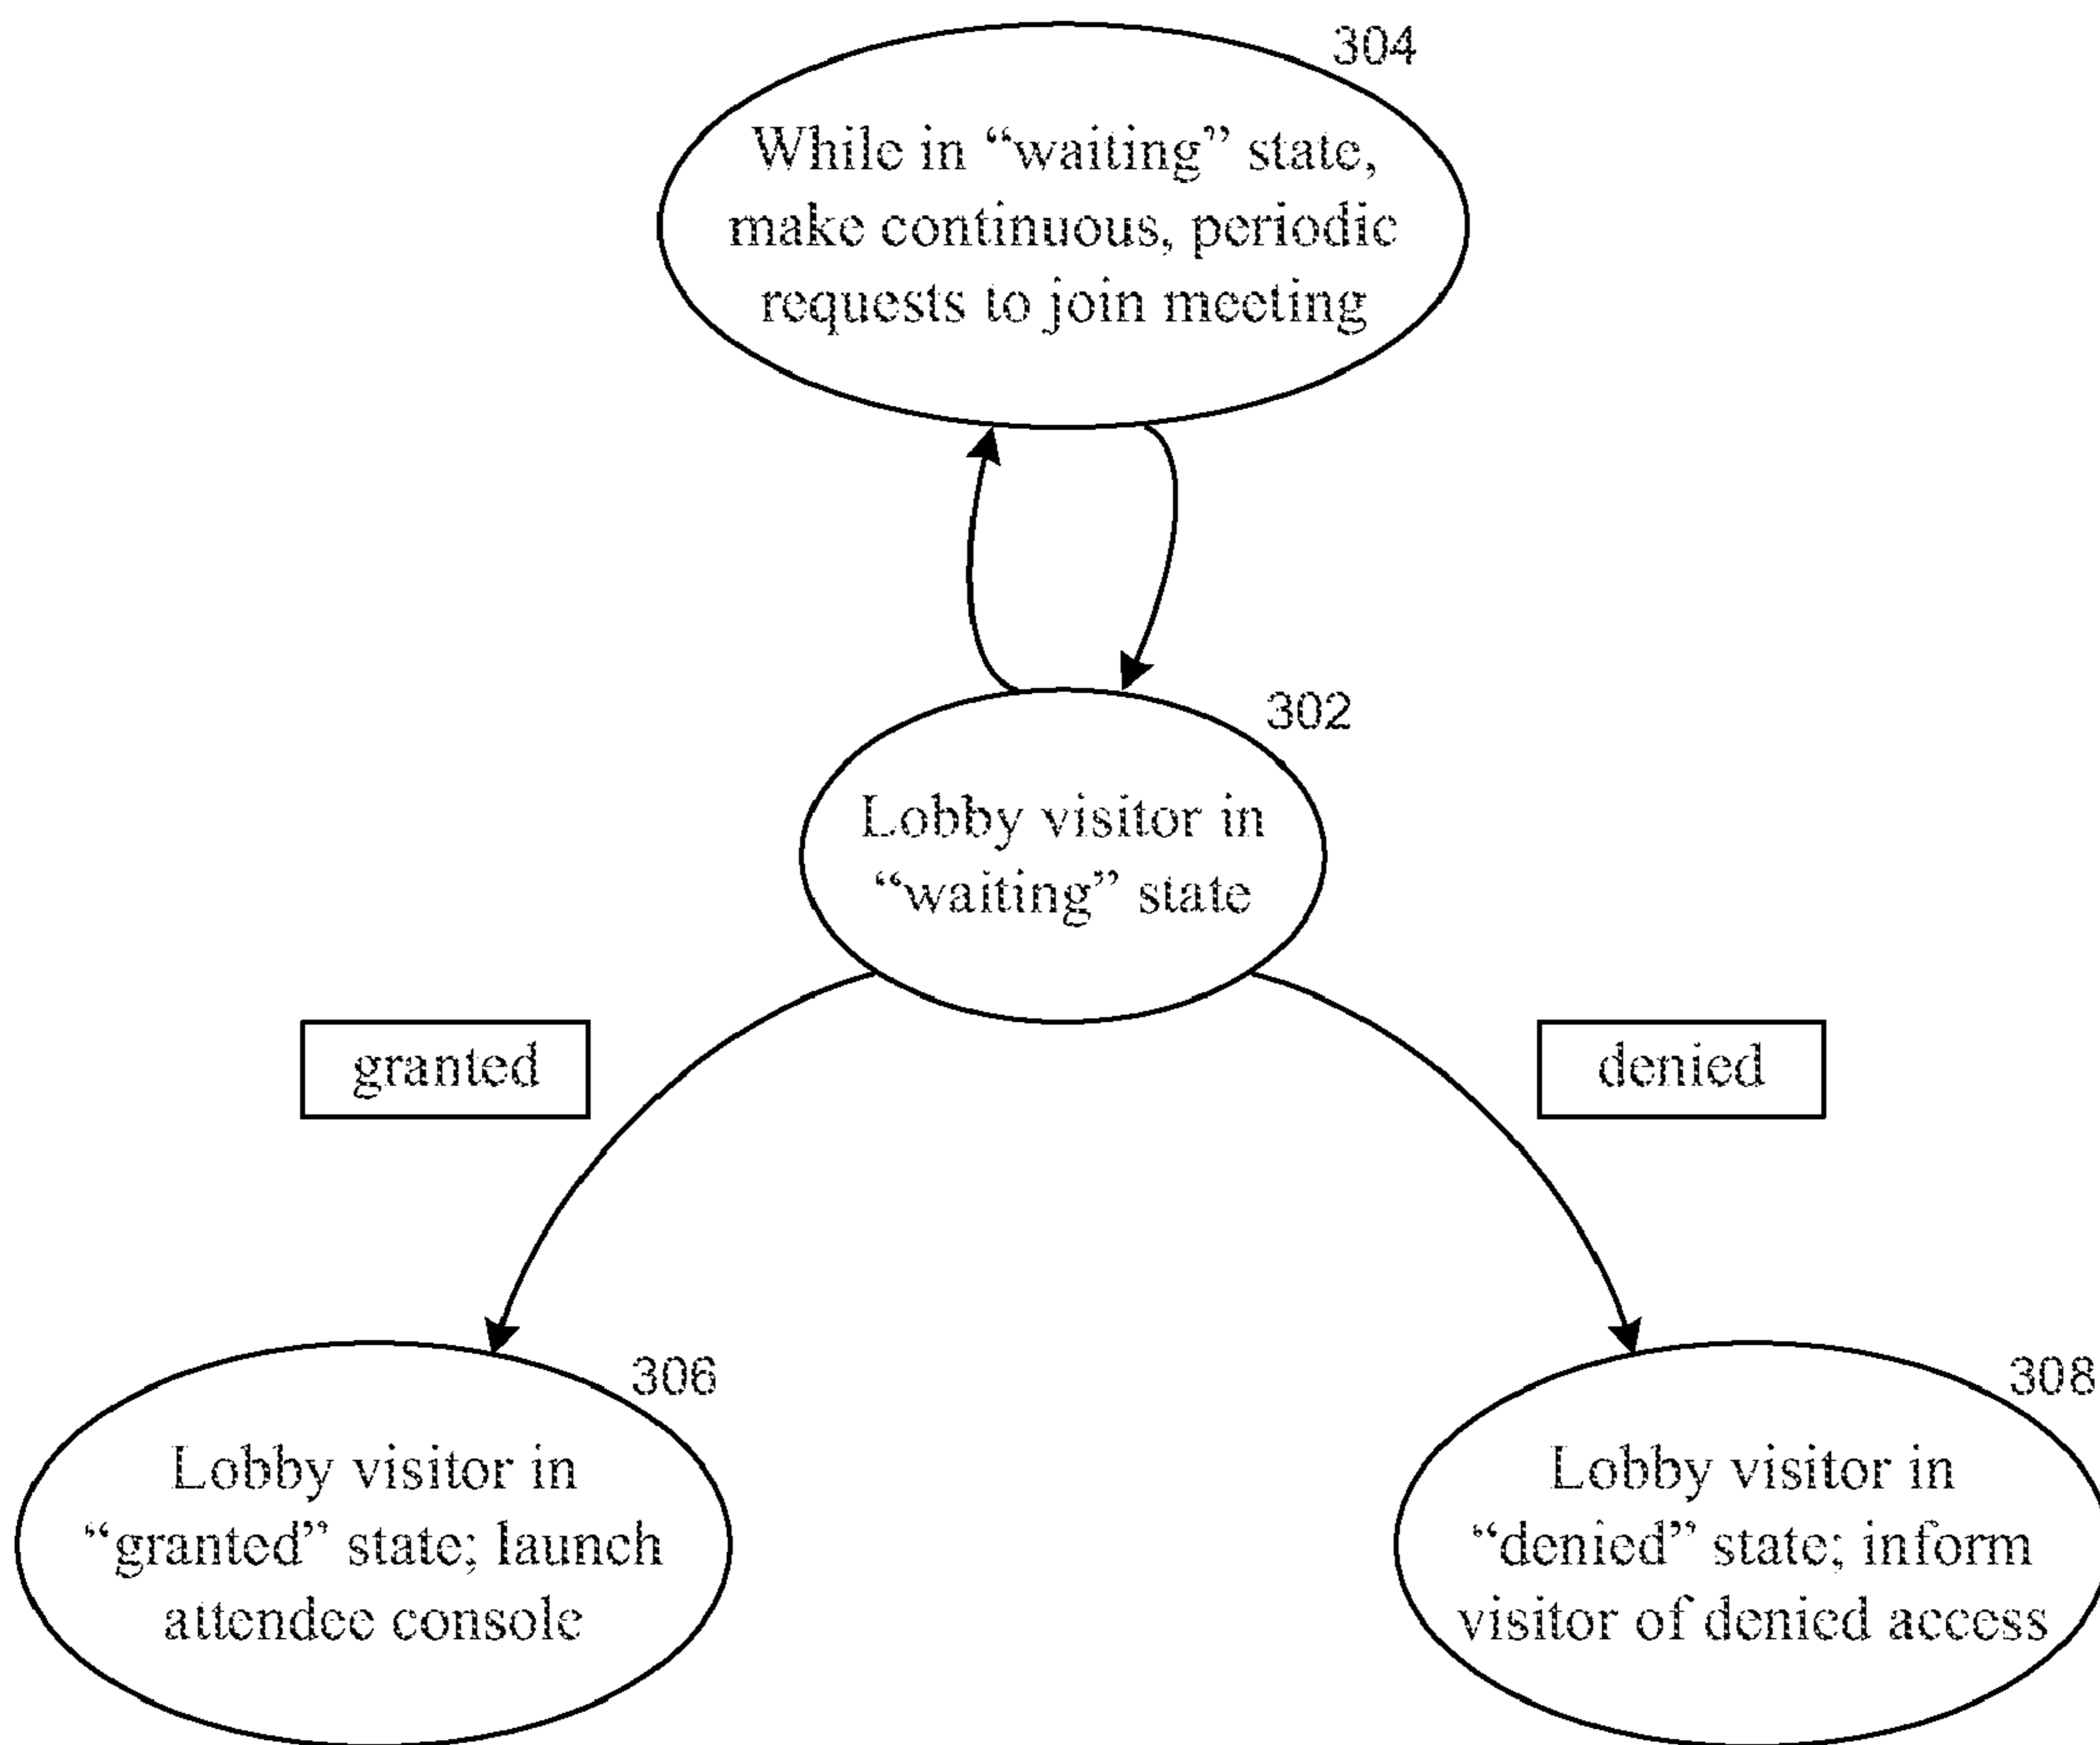 304
While in “waiting” state,
make continuous, periodic
requests to join meeting
302
Lobby visitor in
“waiting” state
granted
denied
306
Lobby visitor in
“granted” state; launch
attendee console
308
Lobby visitor in
“denied” state; inform
visitor of denied access